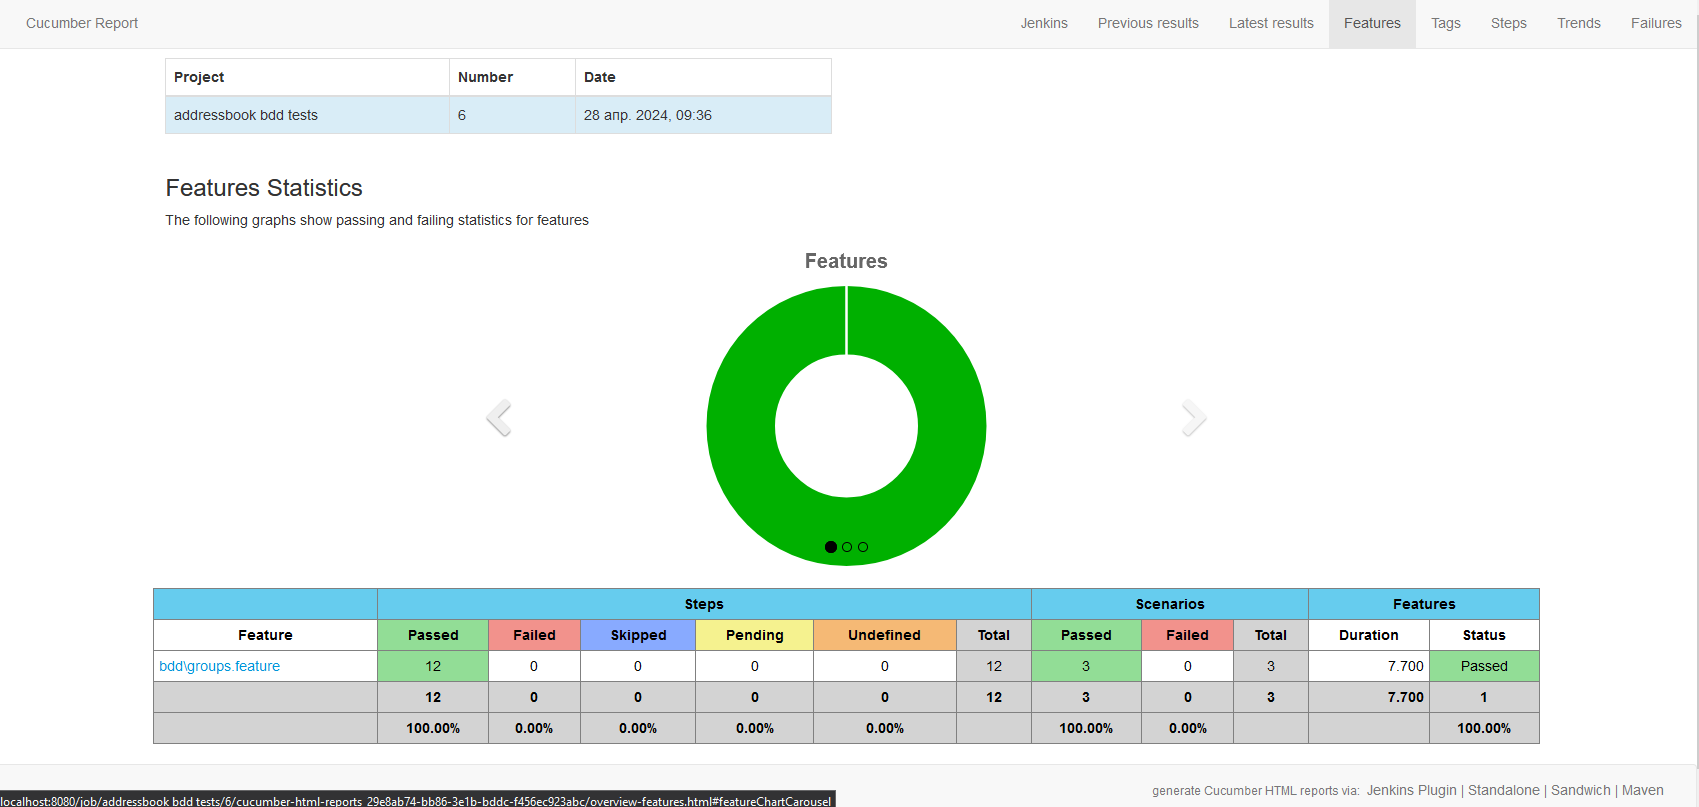 Cucumber Report Jenkins Previous results Latest results Features Tags Steps Trends Failures
Project Number Date
addressbook bdd tests 6 28 апр. 2024, 09:36
Features Statistics
The following graphs show passing and failing statistics for features
Features
Steps Scenarios Features
Feature Passed Failed Skipped Pending Undefined Total Passed Failed Total Duration Status
bdd\groups.feature 12 0 0 0 0 12 3 0 3 7.700 Passed
12 0 0 0 0 12 3 0 3 7.700 1
100.00% 0.00% 0.00% 0.00% 0.00% 100.00% 0.00% 100.00%
generate Cucumber HTML reports via: Jenkins Plugin | Standalone | Sandwich | Maven
localhost:8080/job/addressbook bdd tests/6/cucumber-html-reports_29e8ab74-bb86-3e1b-bddc-f456ec923abc/overview-features.html#featureChartCarousel